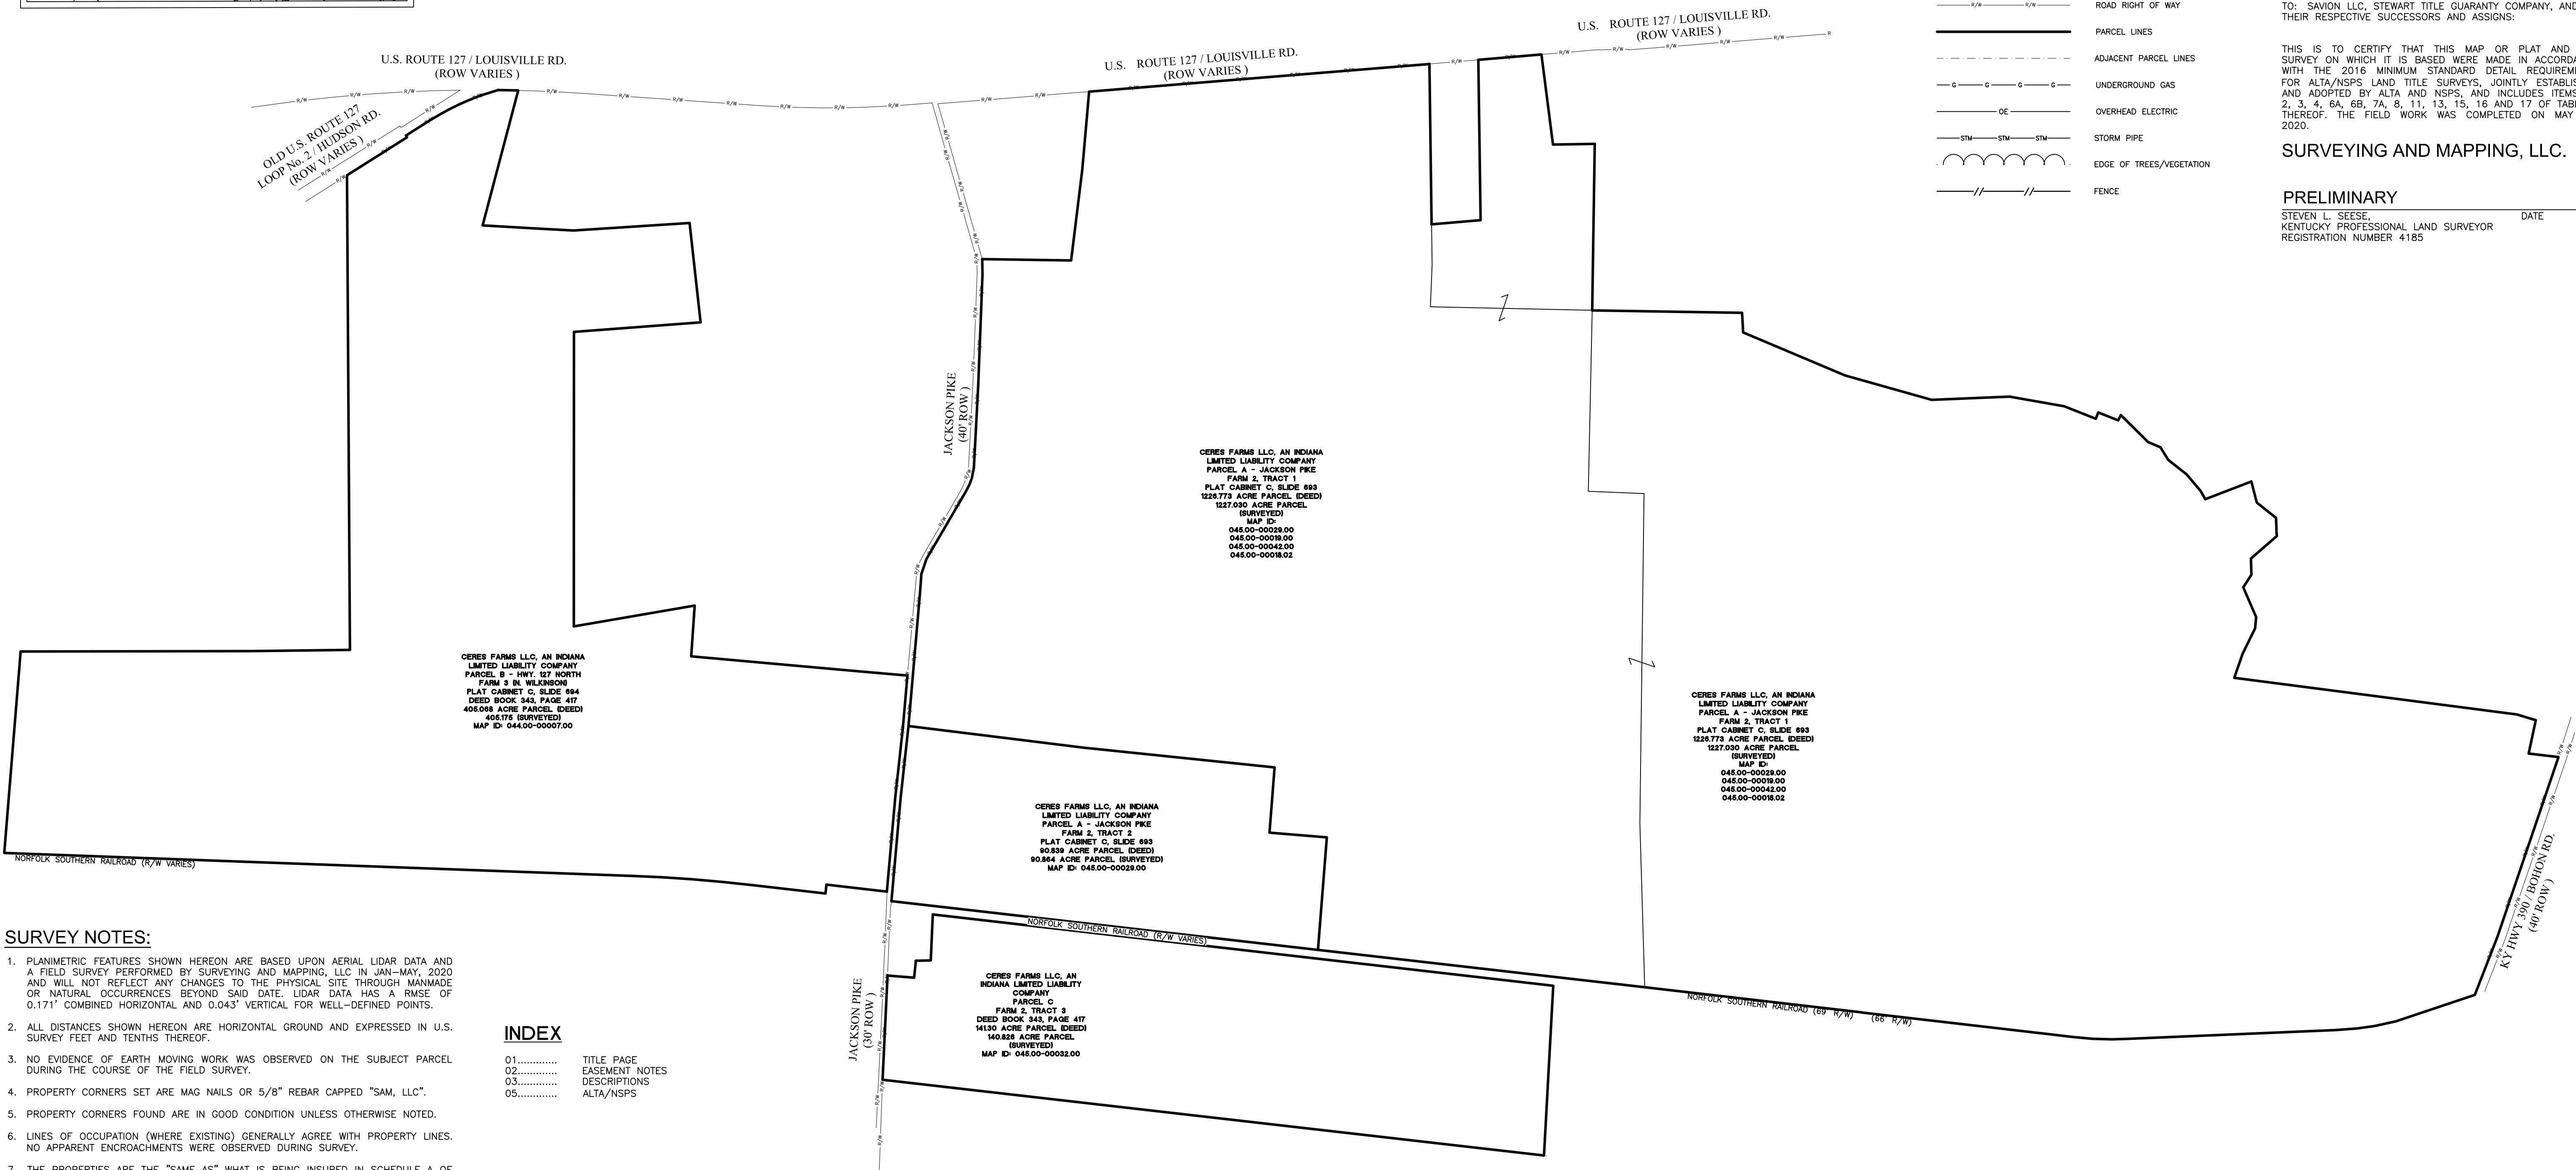 U.S. ROUTE 127 / LOUISVILLE RD.
(ROW VARIES )
U.S. ROUTE 127 / LOUISVILLE RD.
(ROW VARIES )
U.S. ROUTE 127 / LOUISVILLE RD.
(ROW VARIES )
OLD U.S. ROUTE 127
LOOP No. 2 / HUDSON RD.
(ROW VARIES )
JACKSON PIKE
(40' ROW )
R/W R/W ROAD RIGHT OF WAY
PARCEL LINES
ADJACENT PARCEL LINES
G G G G UNDERGROUND GAS
OE OVERHEAD ELECTRIC
STM STM STM STORM PIPE
EDGE OF TREES/VEGETATION
FENCE
TO: SAVION LLC, STEWART TITLE GUARANTY COMPANY, AND
THEIR RESPECTIVE SUCCESSORS AND ASSIGNS:
THIS IS TO CERTIFY THAT THIS MAP OR PLAT AND
SURVEY ON WHICH IT IS BASED WERE MADE IN ACCORDA
WITH THE 2016 MINIMUM STANDARD DETAIL REQUIREME
FOR ALTA/NSPS LAND TITLE SURVEYS, JOINTLY ESTABLIS
AND ADOPTED BY ALTA AND NSPS, AND INCLUDES ITEMS
2, 3, 4, 6A, 6B, 7A, 8, 11, 13, 15, 16 AND 17 OF TAB
THEREOF. THE FIELD WORK WAS COMPLETED ON MAY
2020.
SURVEYING AND MAPPING, LLC.
PRELIMINARY
STEVEN L. SEESE, DATE
KENTUCKY PROFESSIONAL LAND SURVEYOR
REGISTRATION NUMBER 4185
CERES FARMS LLC, AN INDIANA
LIMITED LIABILITY COMPANY
PARCEL A - JACKSON PIKE
FARM 2, TRACT 1
PLAT CABINET C, SLIDE 693
1226.773 ACRE PARCEL (DEED)
1227.030 ACRE PARCEL
(SURVEYED)
MAP ID:
045.00-00029.00
045.00-00019.00
045.00-00042.00
045.00-00018.02
CERES FARMS LLC, AN INDIANA
LIMITED LIABILITY COMPANY
PARCEL B - HWY. 127 NORTH
FARM 3 (N. WILKINSON)
PLAT CABINET C, SLIDE 694
DEED BOOK 343, PAGE 417
405.068 ACRE PARCEL (DEED)
405.175 (SURVEYED)
MAP ID: 044.00-00007.00
CERES FARMS LLC, AN INDIANA
LIMITED LIABILITY COMPANY
PARCEL A - JACKSON PIKE
FARM 2, TRACT 1
PLAT CABINET C, SLIDE 693
1226.773 ACRE PARCEL (DEED)
1227.030 ACRE PARCEL
(SURVEYED)
MAP ID:
045.00-00029.00
045.00-00019.00
045.00-00042.00
045.00-00018.02
CERES FARMS LLC, AN INDIANA
LIMITED LIABILITY COMPANY
PARCEL A - JACKSON PIKE
FARM 2, TRACT 2
PLAT CABINET C, SLIDE 693
90.839 ACRE PARCEL (DEED)
90.864 ACRE PARCEL (SURVEYED)
MAP ID: 045.00-00029.00
KY HWY 390 / BOHON RD.
(40' ROW )
NORFOLK SOUTHERN RAILROAD (R/W VARIES)
NORFOLK SOUTHERN RAILROAD (R/W VARIES)
NORFOLK SOUTHERN RAILROAD (69' R/W) (66' R/W)
CERES FARMS LLC, AN
INDIANA LIMITED LIABILITY
COMPANY
PARCEL C
FARM 2, TRACT 3
DEED BOOK 343, PAGE 417
141.30 ACRE PARCEL (DEED)
140.826 ACRE PARCEL
(SURVEYED)
MAP ID: 045.00-00032.00
JACKSON PIKE
(30' ROW )
SURVEY NOTES:
1. PLANIMETRIC FEATURES SHOWN HEREON ARE BASED UPON AERIAL LIDAR DATA AND
A FIELD SURVEY PERFORMED BY SURVEYING AND MAPPING, LLC IN JAN-MAY, 2020
AND WILL NOT REFLECT ANY CHANGES TO THE PHYSICAL SITE THROUGH MANMADE
OR NATURAL OCCURRENCES BEYOND SAID DATE. LIDAR DATA HAS A RMSE OF
0.171' COMBINED HORIZONTAL AND 0.043' VERTICAL FOR WELL-DEFINED POINTS.
2. ALL DISTANCES SHOWN HEREON ARE HORIZONTAL GROUND AND EXPRESSED IN U.S.
SURVEY FEET AND TENTHS THEREOF.
3. NO EVIDENCE OF EARTH MOVING WORK WAS OBSERVED ON THE SUBJECT PARCEL
DURING THE COURSE OF THE FIELD SURVEY.
4. PROPERTY CORNERS SET ARE MAG NAILS OR 5/8" REBAR CAPPED "SAM, LLC".
5. PROPERTY CORNERS FOUND ARE IN GOOD CONDITION UNLESS OTHERWISE NOTED.
6. LINES OF OCCUPATION (WHERE EXISTING) GENERALLY AGREE WITH PROPERTY LINES.
NO APPARENT ENCROACHMENTS WERE OBSERVED DURING SURVEY.
7. THE PROPERTIES ARE THE "SAME AS" WHAT IS BEING INSURED IN SCHEDULE A OF
INDEX
01............. TITLE PAGE
02............. EASEMENT NOTES
03............. DESCRIPTIONS
05............. ALTA/NSPS